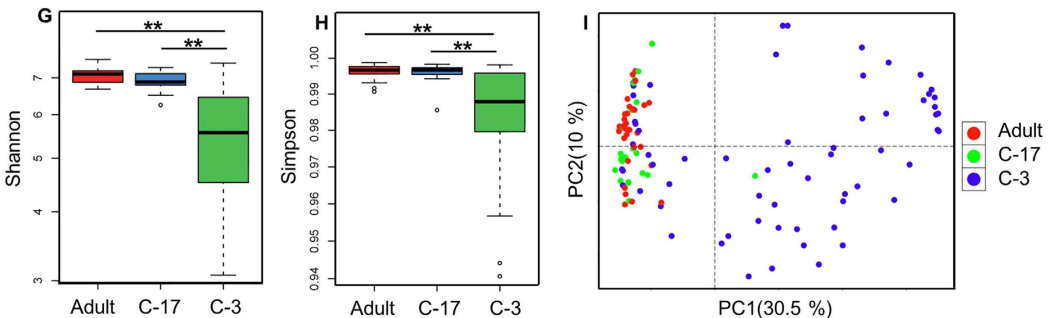 G
**
**
Shannon
7
6
5
4
3
Adult
C-17
C-3
H
**
**
Simpson
1.00
0.99
0.98
0.97
0.96
0.95
0.94
Adult
C-17
C-3
I
PC2(10 %)
PC1(30.5 %)
Adult
C-17
C-3